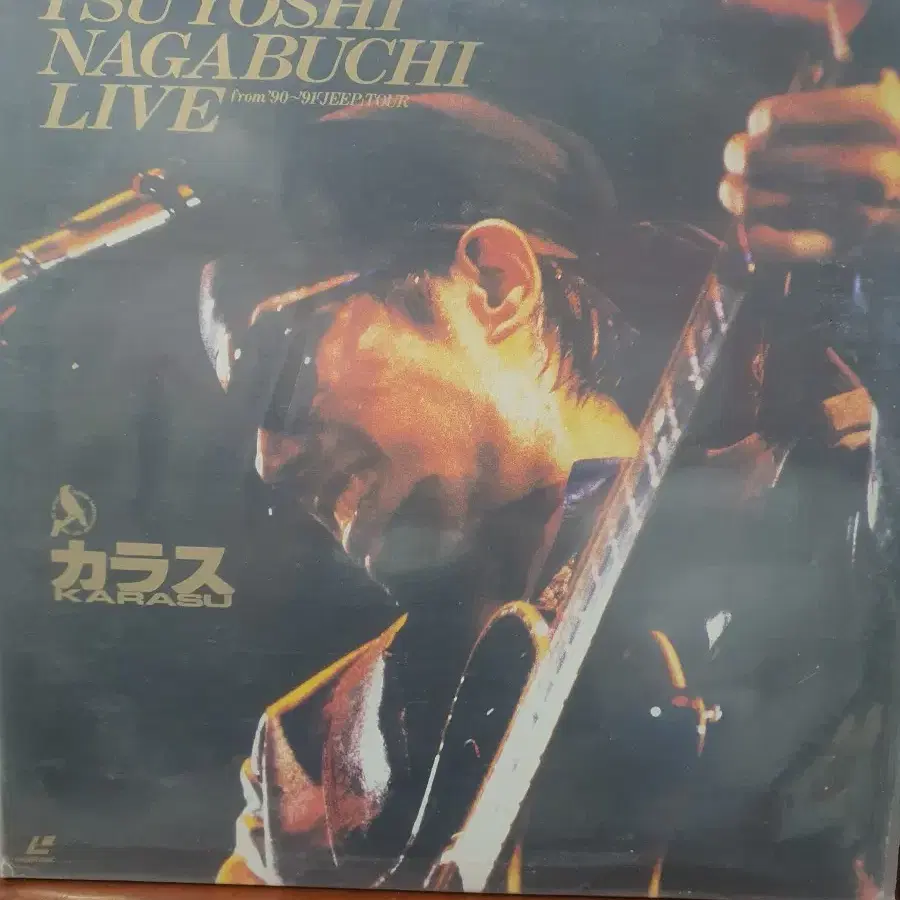 TSUYOSHI
NAGABUCHI
LIVE from '90~'91 JEEP TOUR
カラス
KARASU